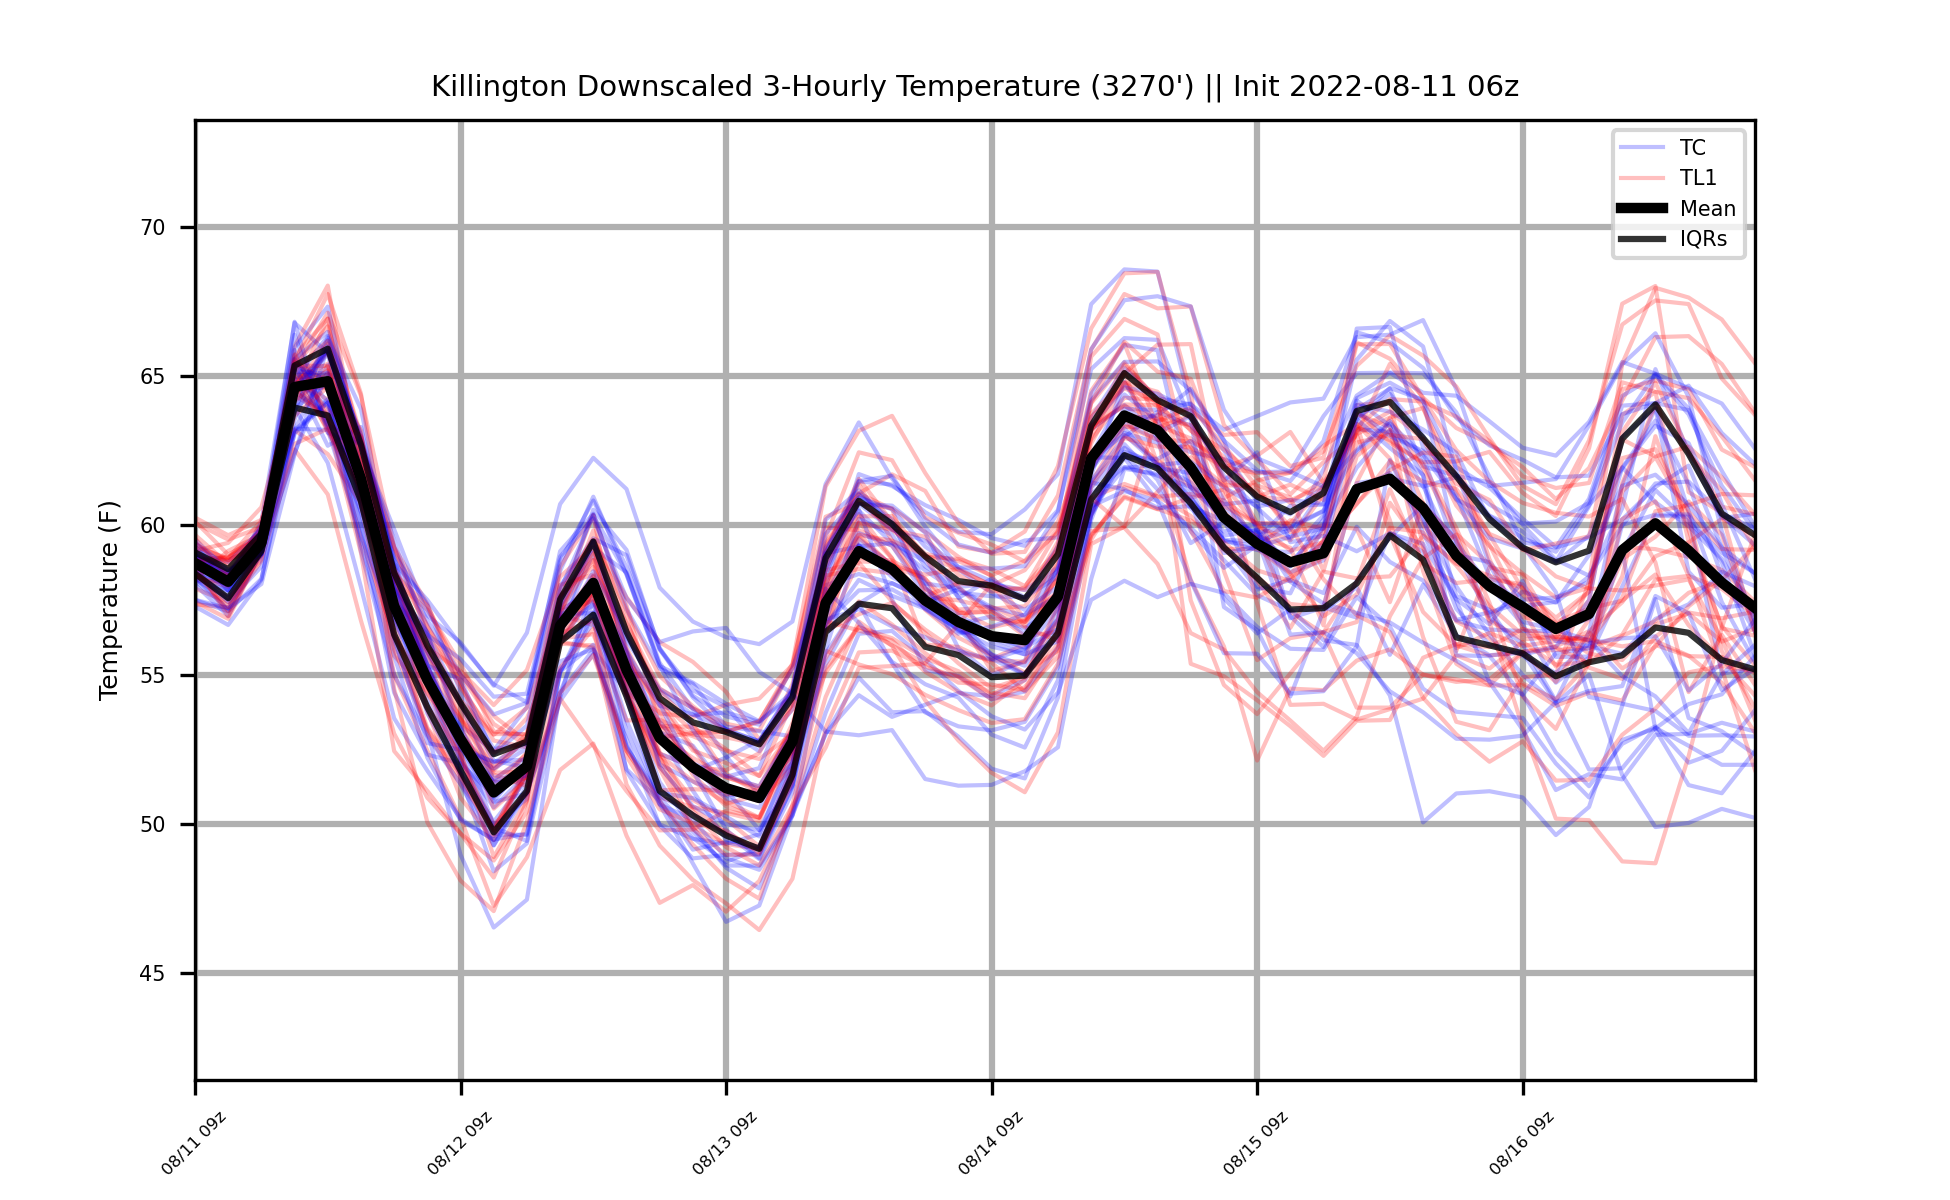 Killington Downscaled 3-Hourly Temperature (3270') || Init 2022-08-11 06z
TC
TL1
Mean
IQRs
Temperature (F)
70
65
60
55
50
45
08/11 09z
08/12 09z
08/13 09z
08/14 09z
08/15 09z
08/16 09z